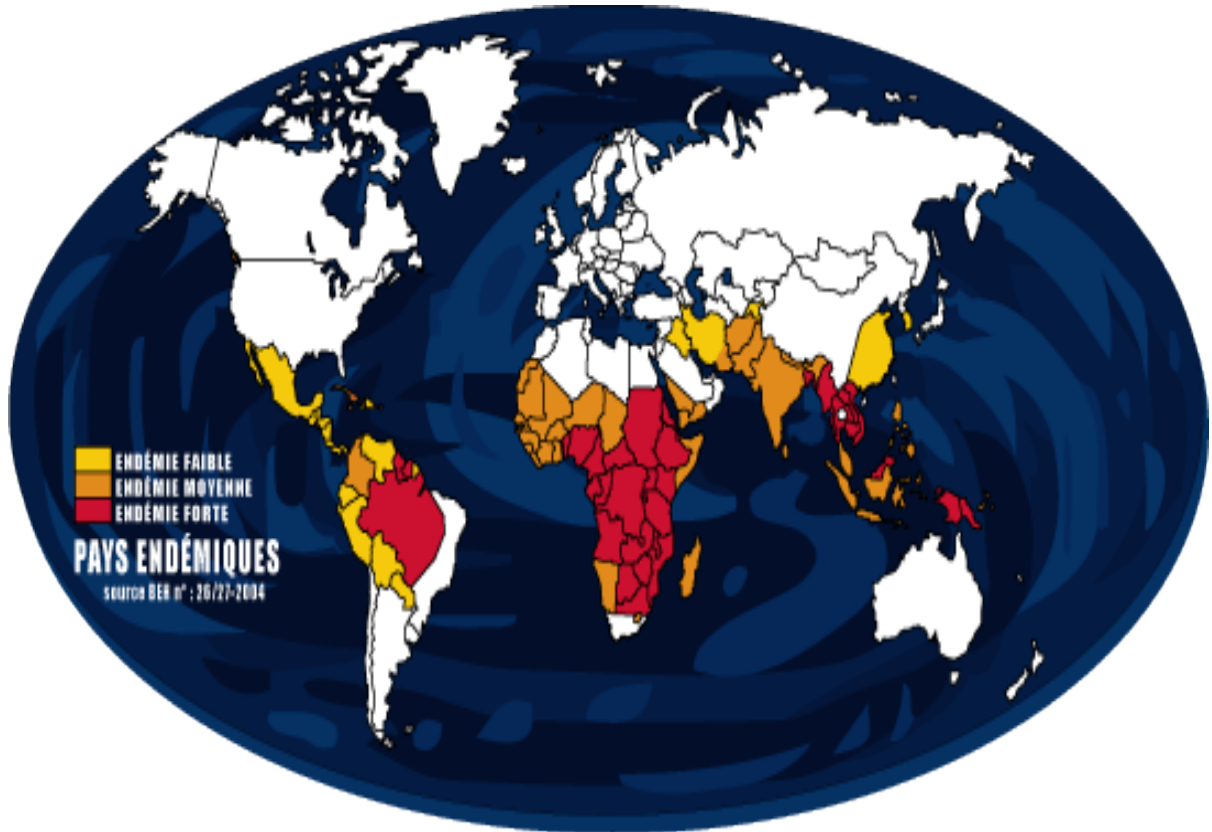 ENDÉMIE FAIBLE
ENDÉMIE MOYENNE
ENDÉMIE FORTE
PAYS ENDÉMIQUES
source BEH n° : 26/27-2004